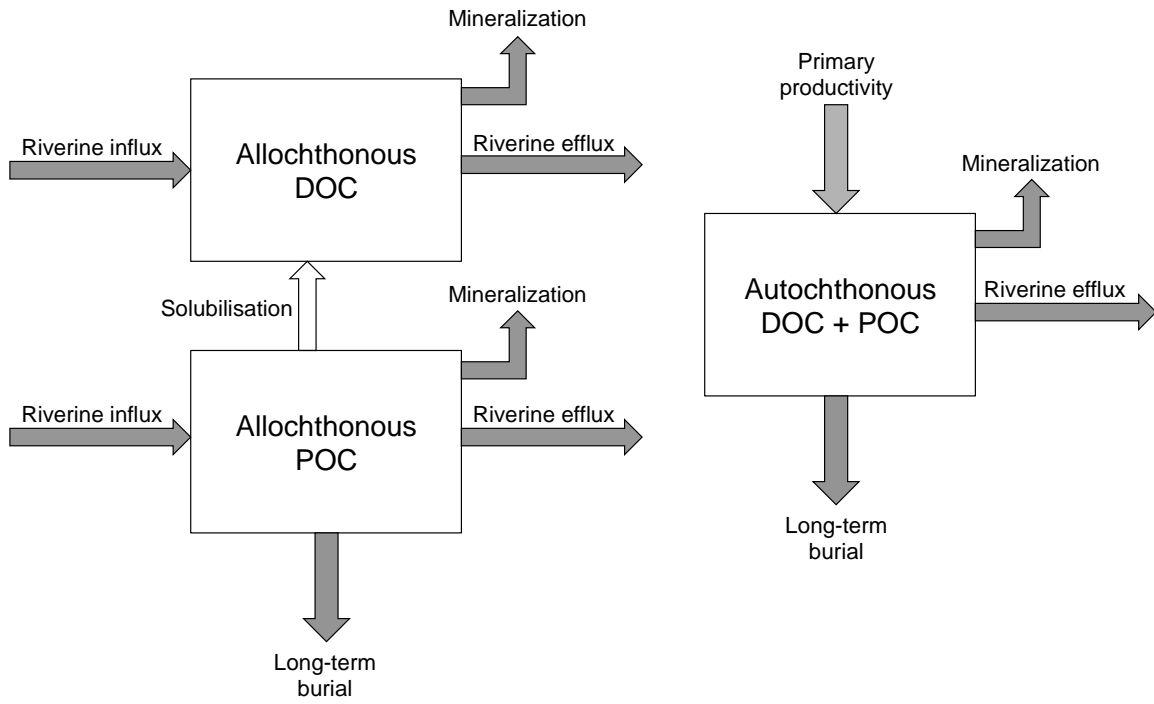 Mineralization
Riverine influx
Allochthonous
DOC
Riverine efflux
Solubilisation
Mineralization
Riverine influx
Allochthonous
POC
Riverine efflux
Long-term
burial
Primary
productivity
Mineralization
Autochthonous
DOC + POC
Riverine efflux
Long-term
burial